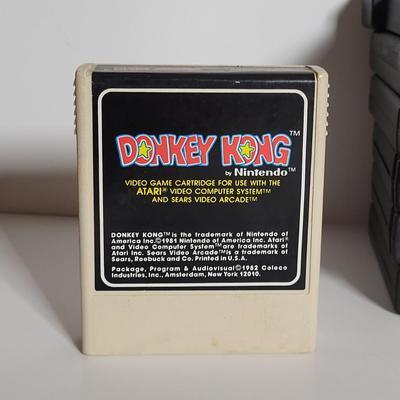 DONKEY KONG™
by Nintendo™
VIDEO GAME CARTRIDGE FOR USE WITH THE
ATARI® VIDEO COMPUTER SYSTEM™
AND SEARS VIDEO ARCADE™
DONKEY KONG™ is the trademark of Nintendo of
America Inc.©1981 Nintendo of America Inc. Atari®
and Video Computer System™ are trademarks of
Atari Inc. Sears Video Arcade™ is a trademark of
Sears, Roebuck and Co. Printed in U.S.A.
Package, Program & Audiovisual©1982 Coleco
Industries, Inc., Amsterdam, New York 12010.